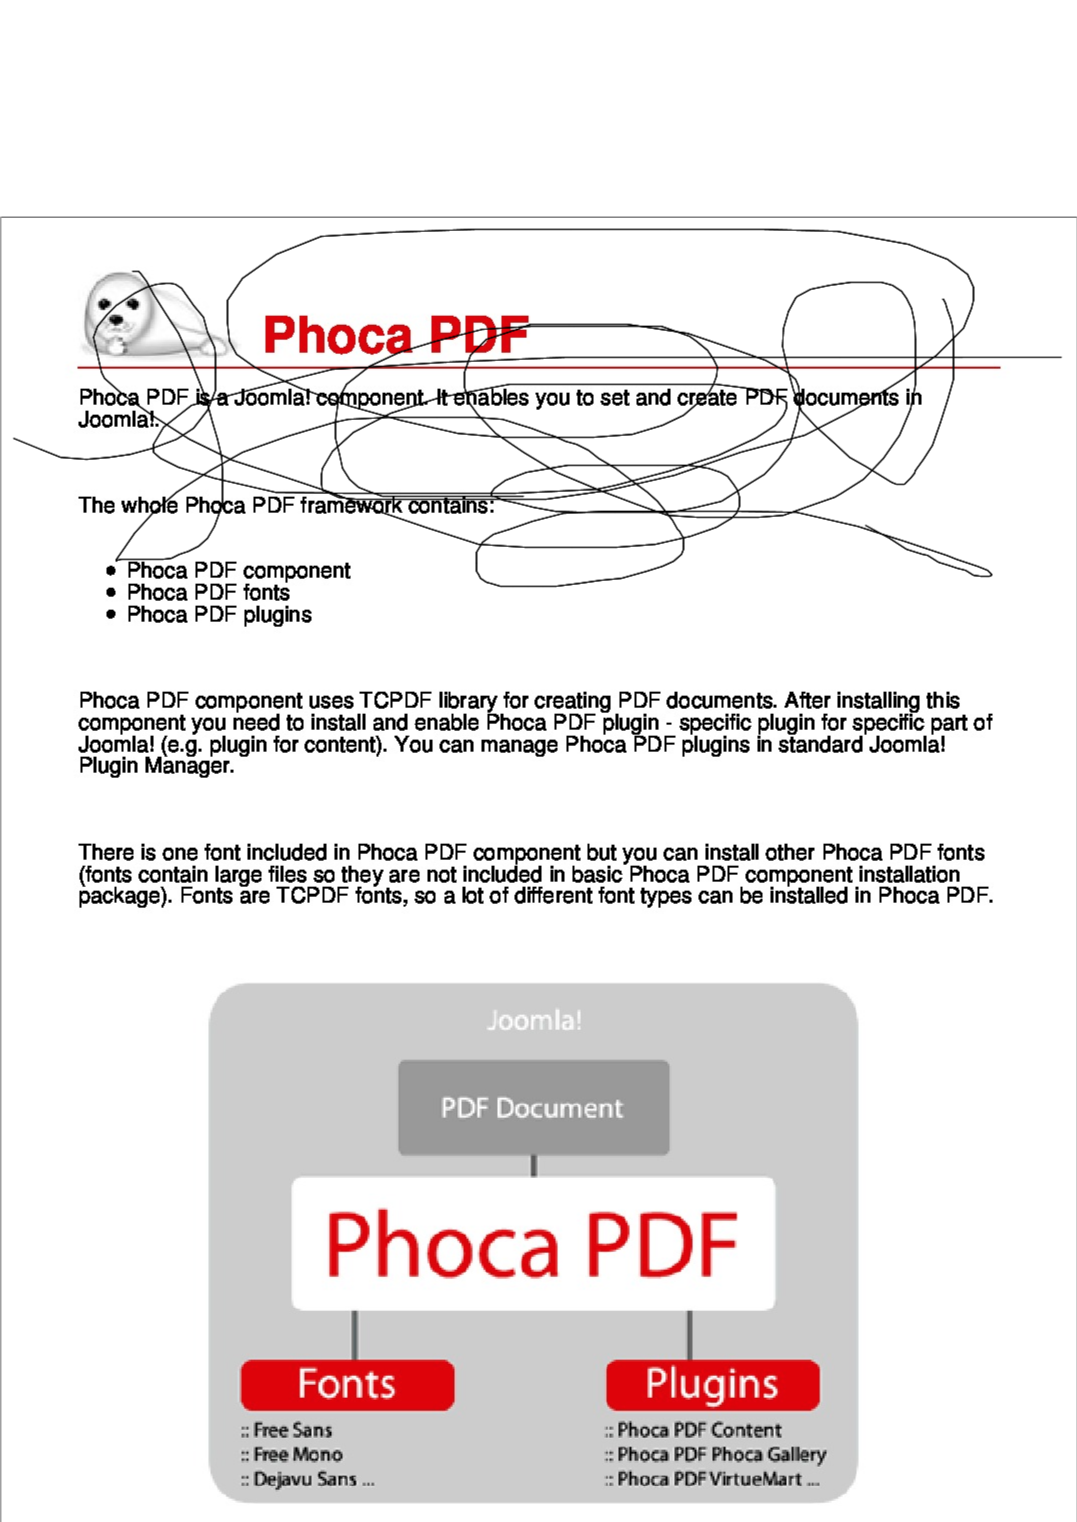 Phoca PDF
Phoca PDF is a Joomla! component. It enables you to set and create PDF documents in
Joomla!.
The whole Phoca PDF framework contains:
• Phoca PDF component
• Phoca PDF fonts
• Phoca PDF plugins
Phoca PDF component uses TCPDF library for creating PDF documents. After installing this
component you need to install and enable Phoca PDF plugin - specific plugin for specific part of
Joomla! (e.g. plugin for content). You can manage Phoca PDF plugins in standard Joomla!
Plugin Manager.
There is one font included in Phoca PDF component but you can install other Phoca PDF fonts
(fonts contain large files so they are not included in basic Phoca PDF component installation
package). Fonts are TCPDF fonts, so a lot of different font types can be installed in Phoca PDF.
Joomla!
PDF Document
Phoca PDF
Fonts
:: Free Sans
:: Free Mono
:: Dejavu Sans ...
Plugins
:: Phoca PDF Content
:: Phoca PDF Phoca Gallery
:: Phoca PDF VirtueMart ...